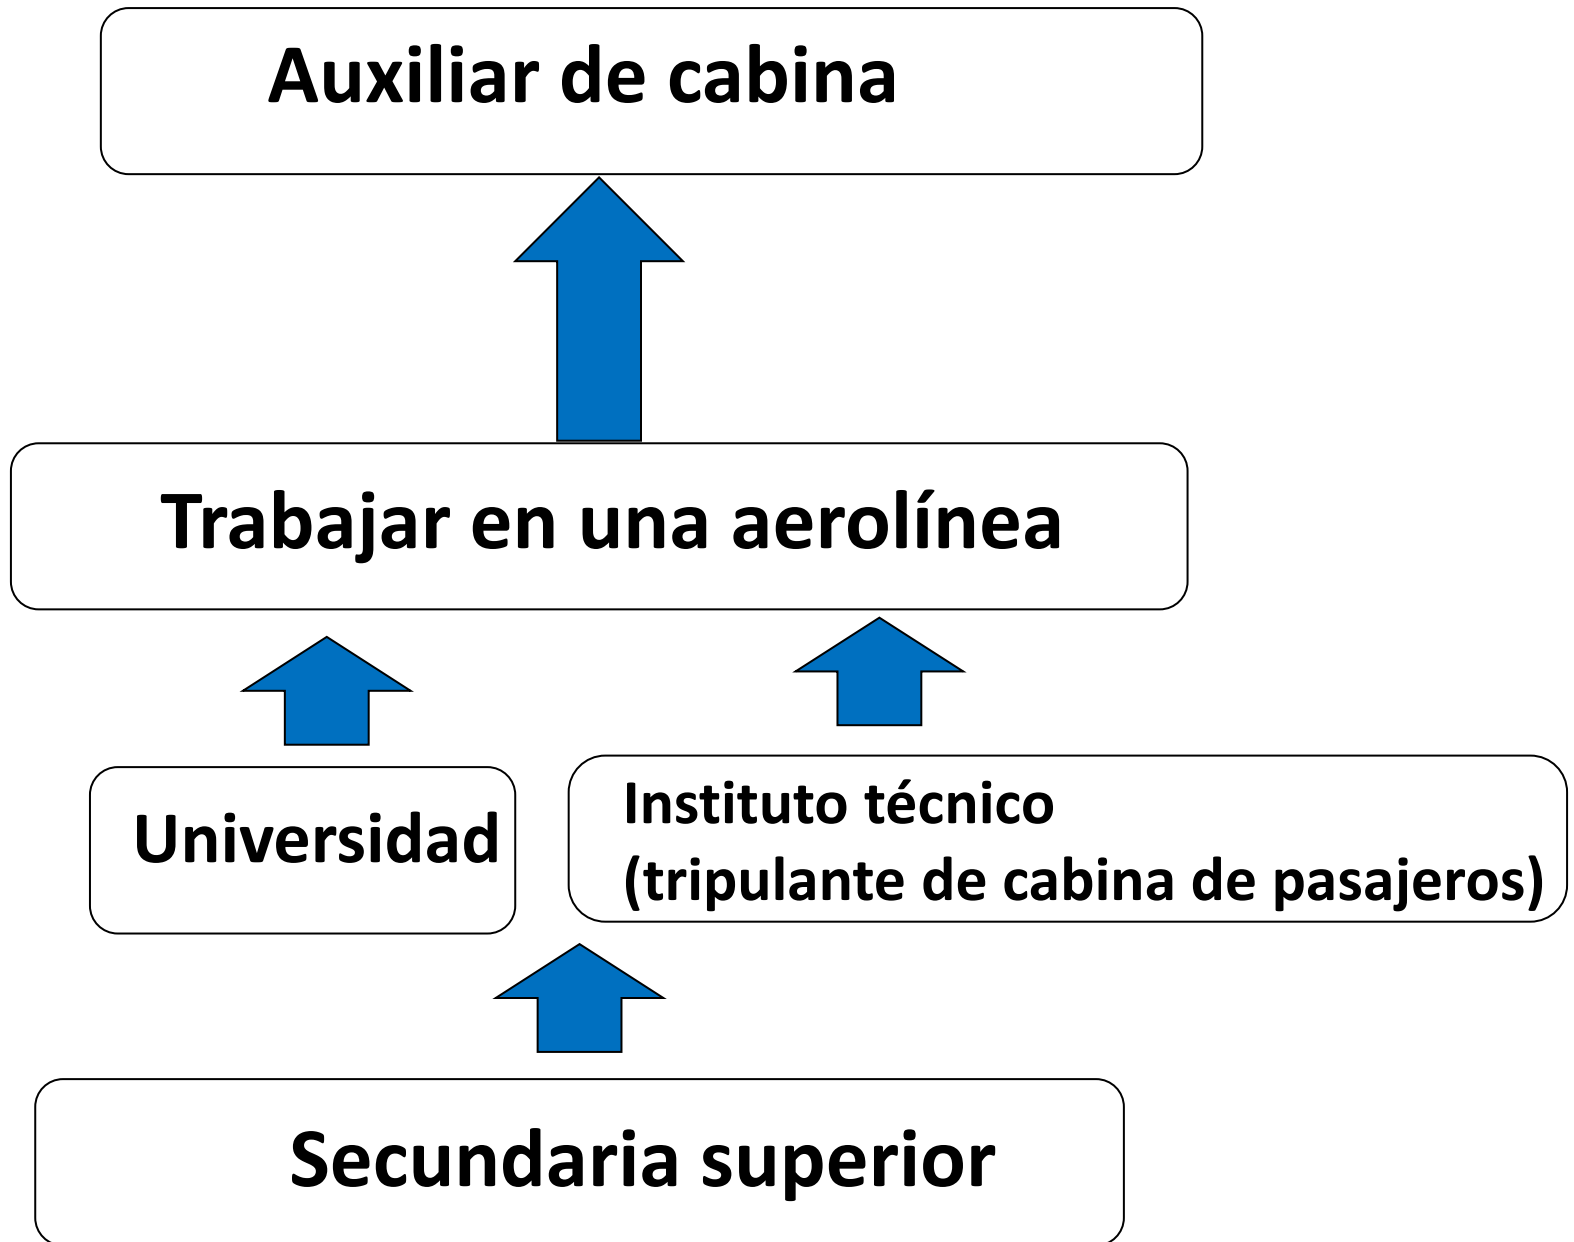 Auxiliar de cabina
Trabajar en una aerolínea
Universidad
Instituto técnico
(tripulante de cabina de pasajeros)
Secundaria superior